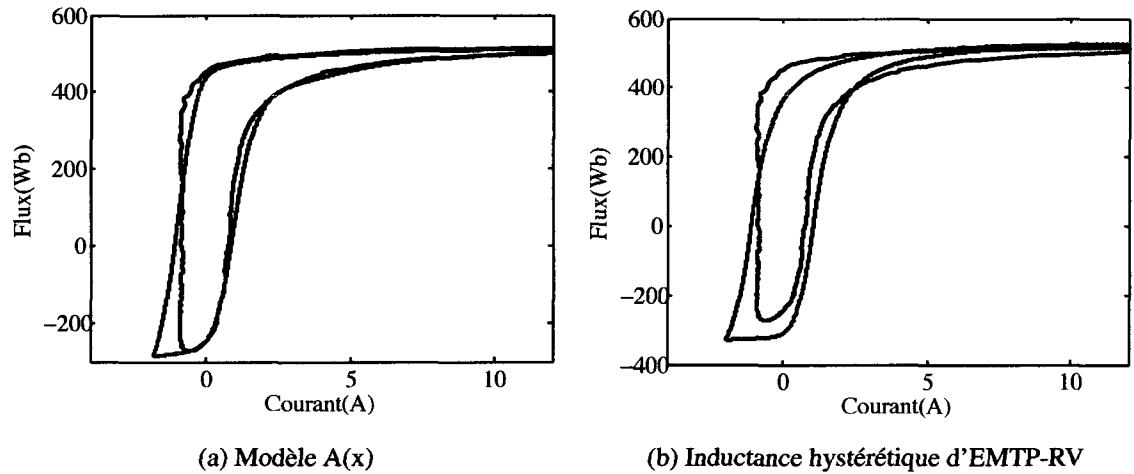 600
400
200
0
−200
Flux(Wb)
0 5 10
Courant(A)
(a) Modèle A(x)
600
400
200
0
−200
−400
Flux(Wb)
0 5 10
Courant(A)
(b) Inductance hystérétique d'EMTP-RV